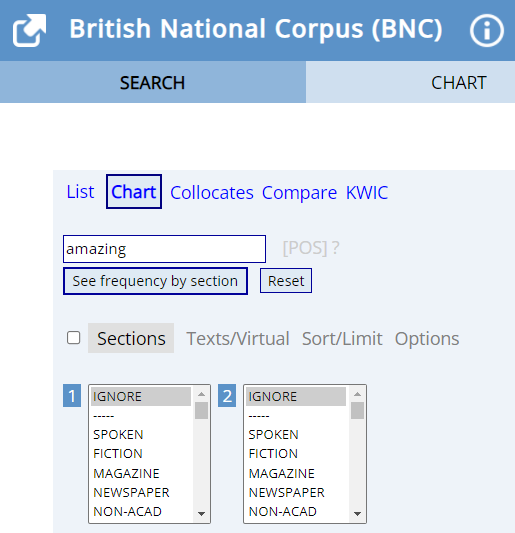 British National Corpus (BNC)
SEARCH CHART
List Chart Collocates Compare KWIC
amazing [POS] ?
See frequency by section Reset
Sections Texts/Virtual Sort/Limit Options
1 IGNORE 2 IGNORE
----- -----
SPOKEN SPOKEN
FICTION FICTION
MAGAZINE MAGAZINE
NEWSPAPER NEWSPAPER
NON-ACAD NON-ACAD